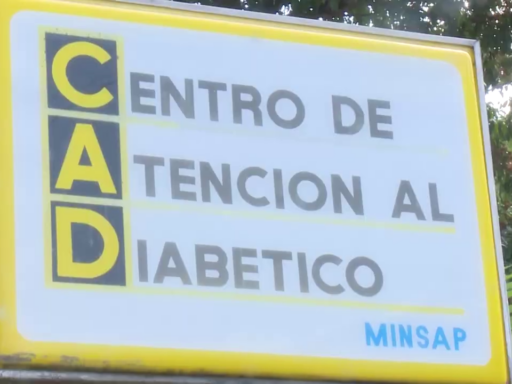 CENTRO DE
ATENCION AL
DIABETICO
MINSAP